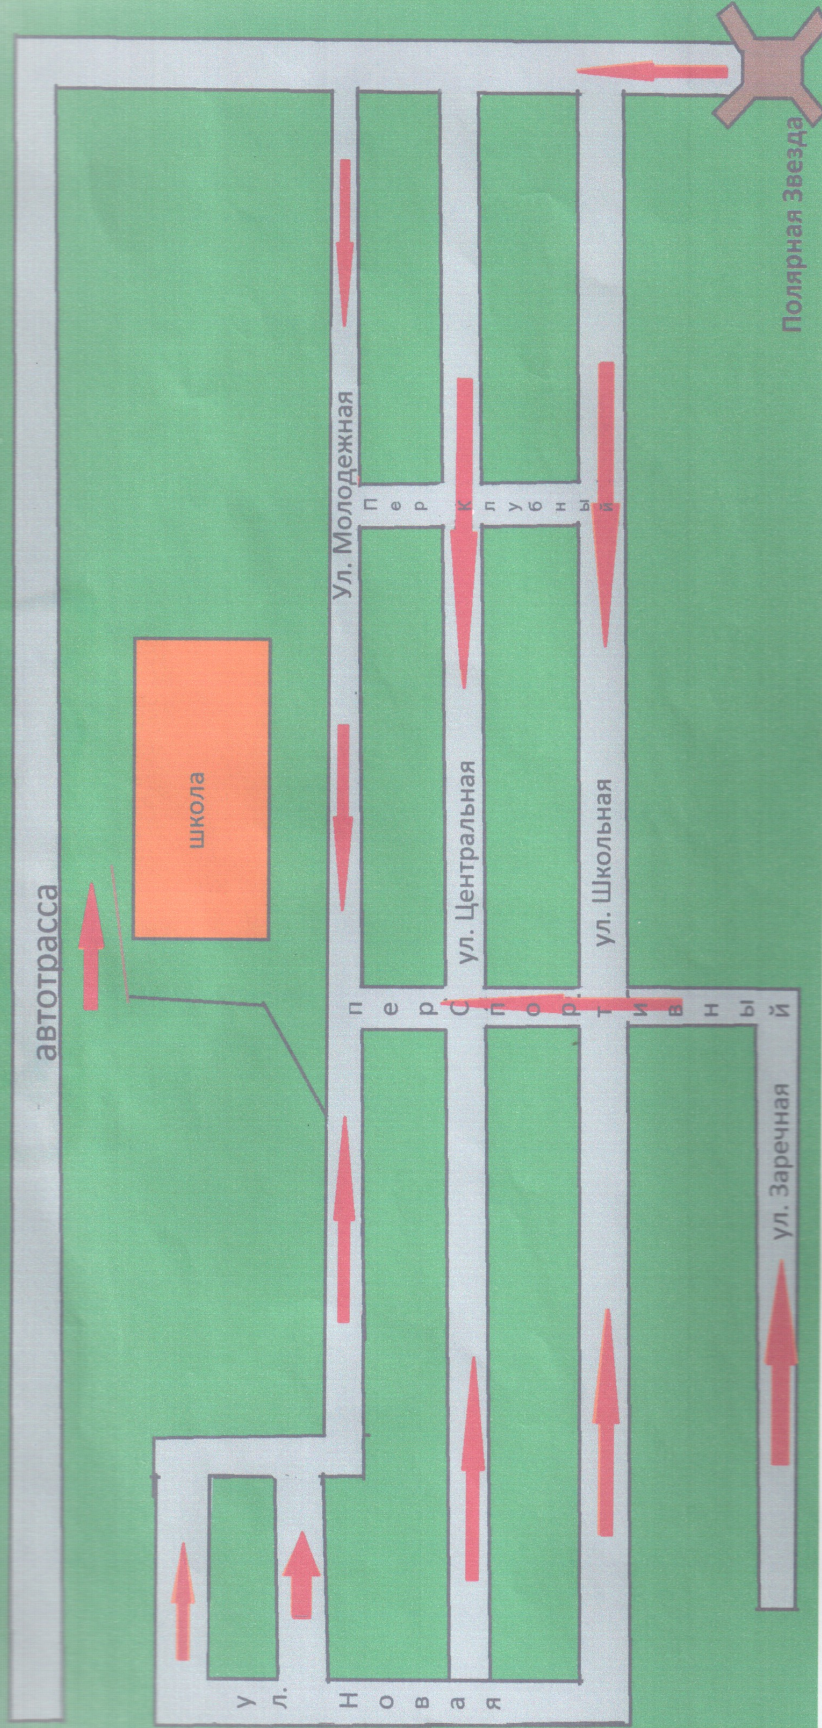 Полярная Звезда
Ул. Молодежная
Пер Клубный
школа
автотрасса
ул. Центральная
ул. Школьная
пер Спортивный
ул. Заречная
ул. Новая